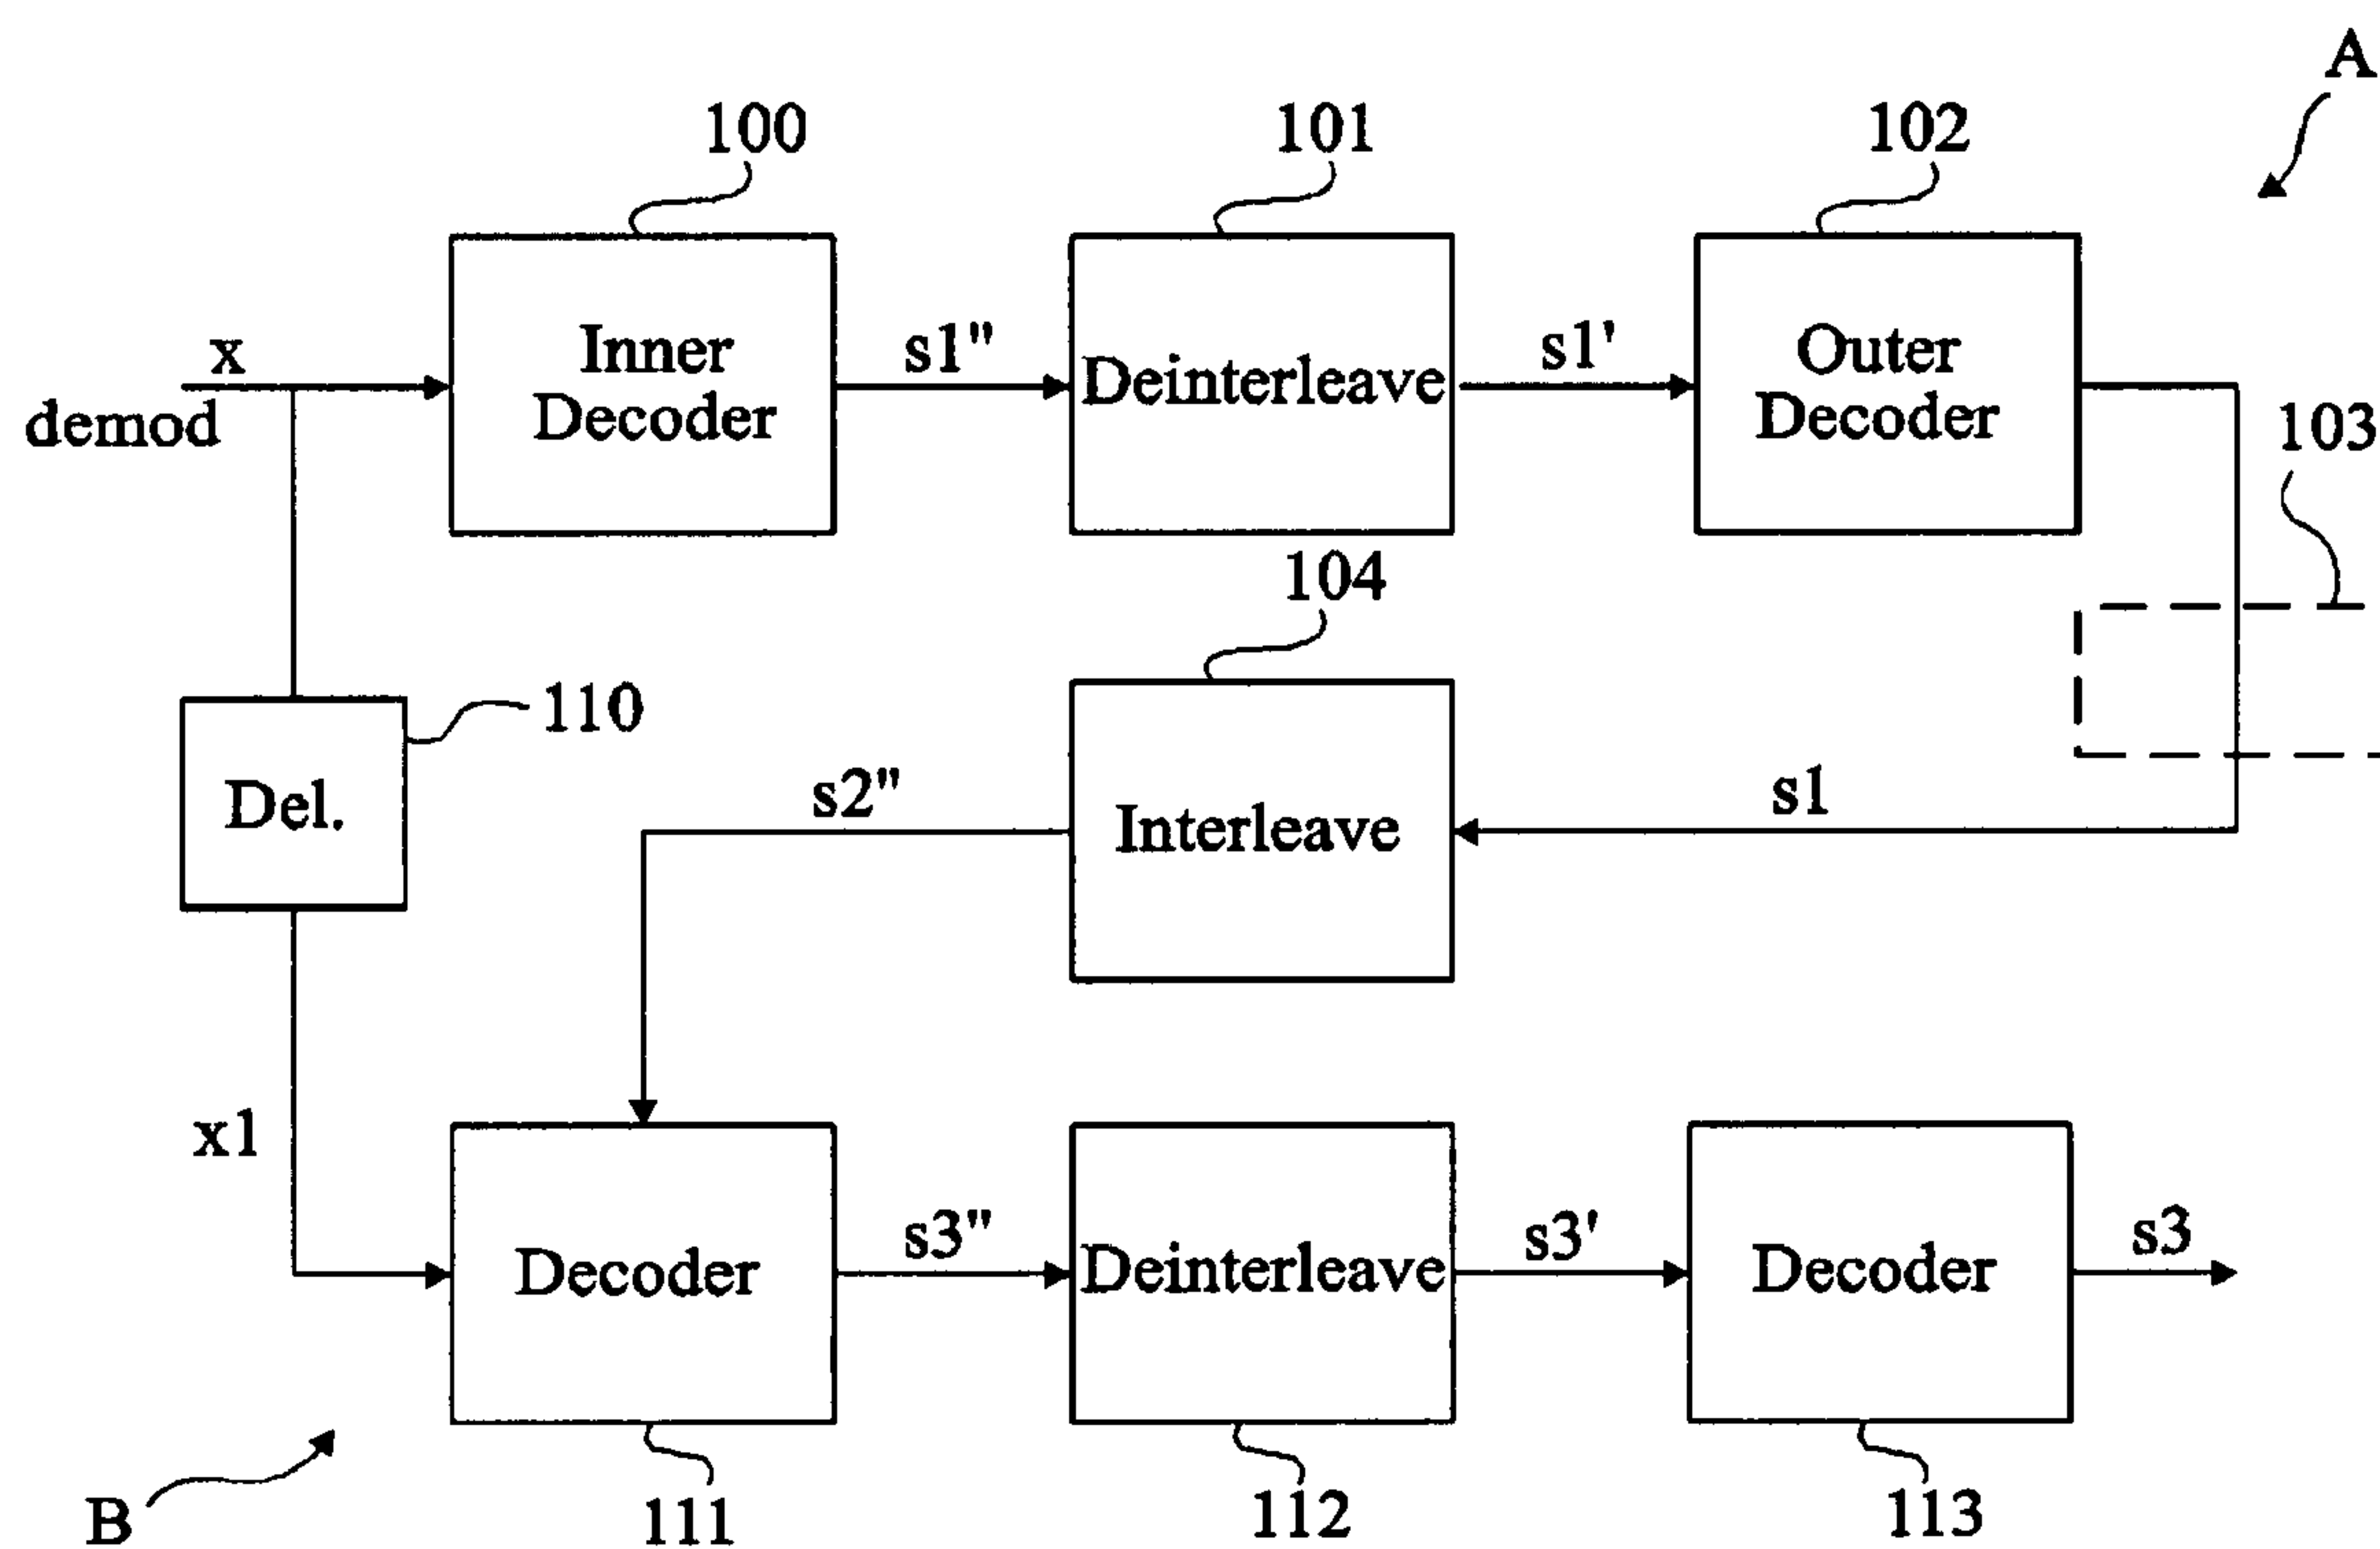 A
100
101
102
x
demod
Inner
Decoder
s1"
Deinterleave
s1'
Outer
Decoder
103
104
110
Del.
s2"
Interleave
s1
x1
Decoder
s3"
Deinterleave
s3'
Decoder
s3
B
111
112
113